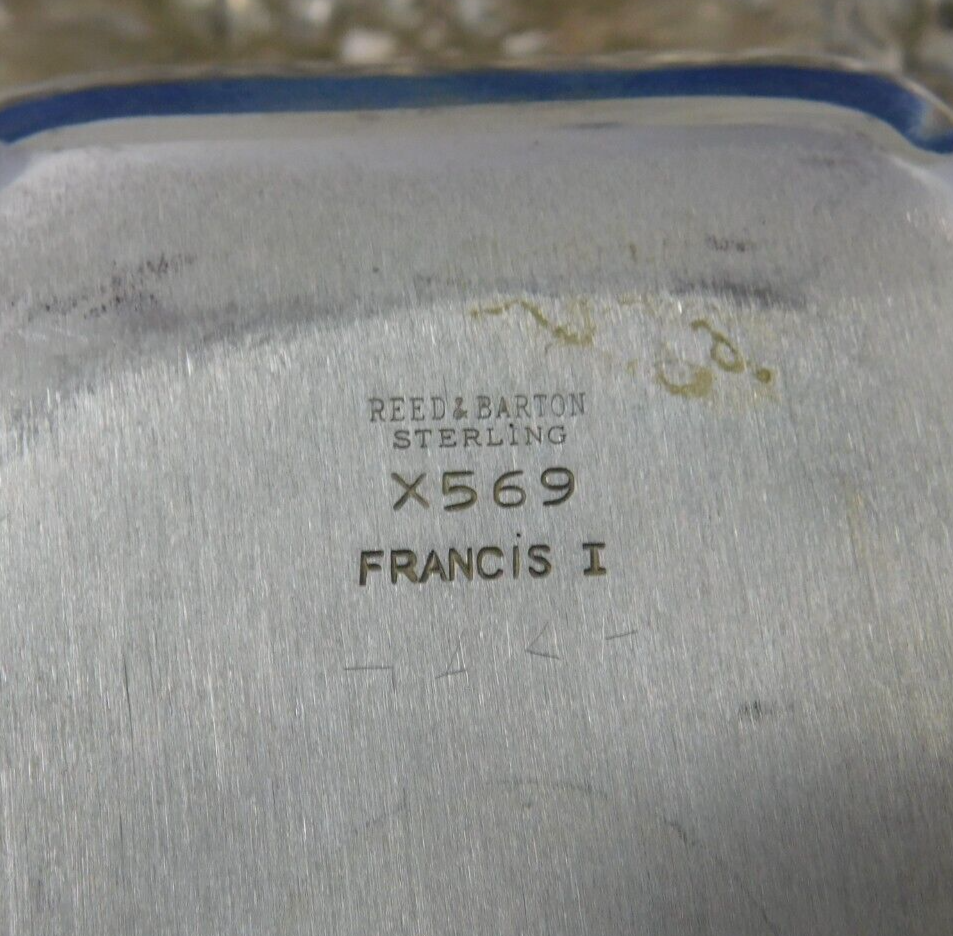 REED & BARTON
STERLING
X569
FRANCIS I